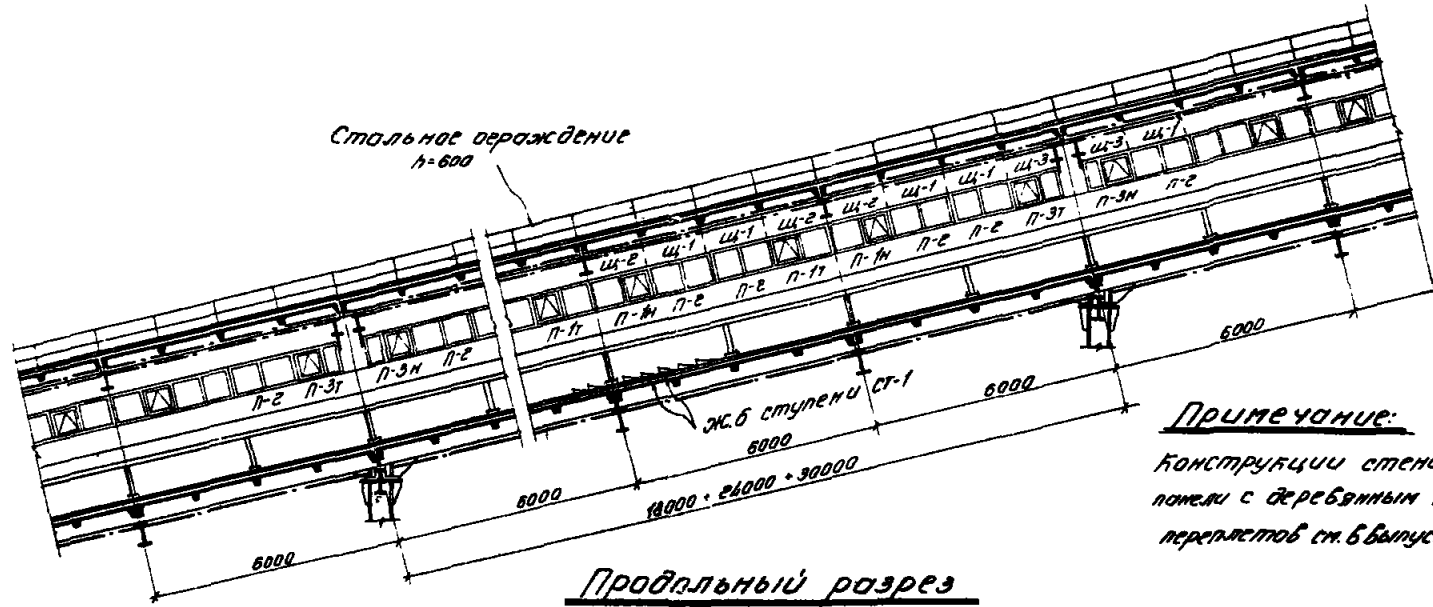 Стальное ограждение
h=600
Щ-2 Щ-1 Щ-1 Щ-2 Щ-2 Щ-1 Щ-1 Щ-3 Щ-3 Щ-1
П-2 П-3т П-3н П-2 П-1т П-1н П-2 П-2 П-1т П-1н П-2 П-2 П-3т П-3н П-2
Ж.б ступени СТ-1
6000 6000 6000 6000 6000
18000 ÷ 24000 ÷ 30000
Продольный разрез
Примечание:
Конструкции стено
панели с деревянным
переплетов см. в выпус